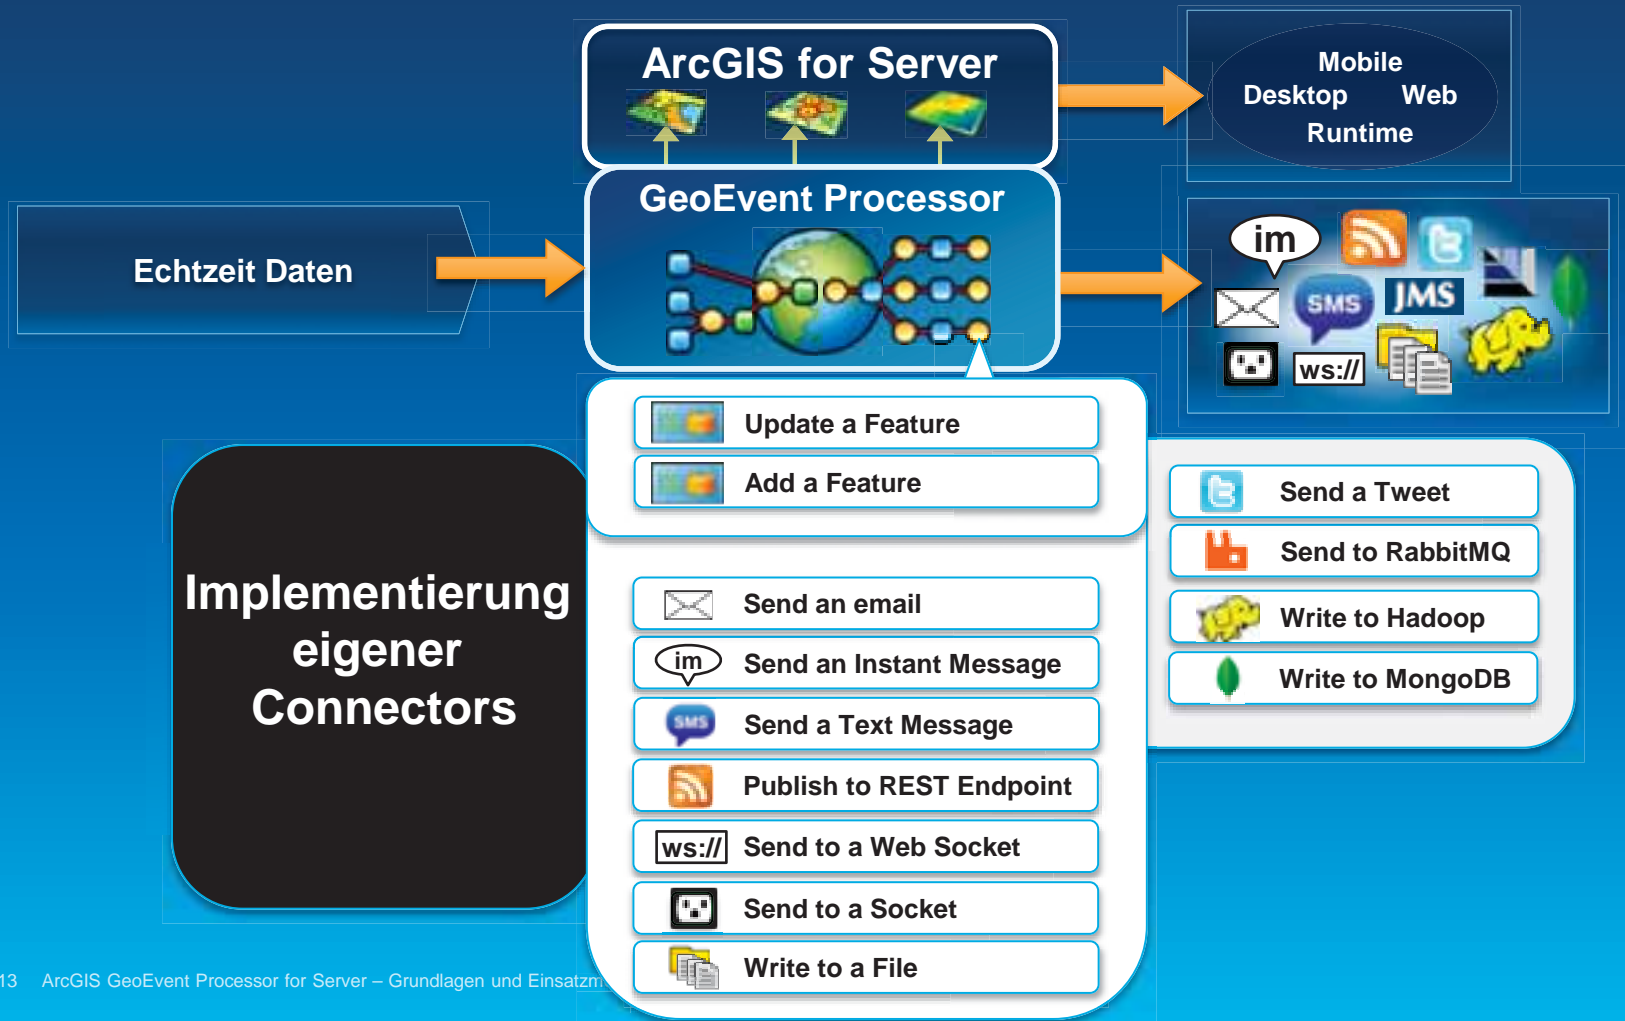 ArcGIS for Server
Mobile
Desktop Web
Runtime
GeoEvent Processor
Echtzeit Daten
im
SMS
JMS
ws://
Update a Feature
Add a Feature
Implementierung
eigener
Connectors
Send an email
im
Send an Instant Message
SMS
Send a Text Message
Publish to REST Endpoint
ws://
Send to a Web Socket
Send to a Socket
Write to a File
Send a Tweet
Send to RabbitMQ
Write to Hadoop
Write to MongoDB
13 ArcGIS GeoEvent Processor for Server – Grundlagen und